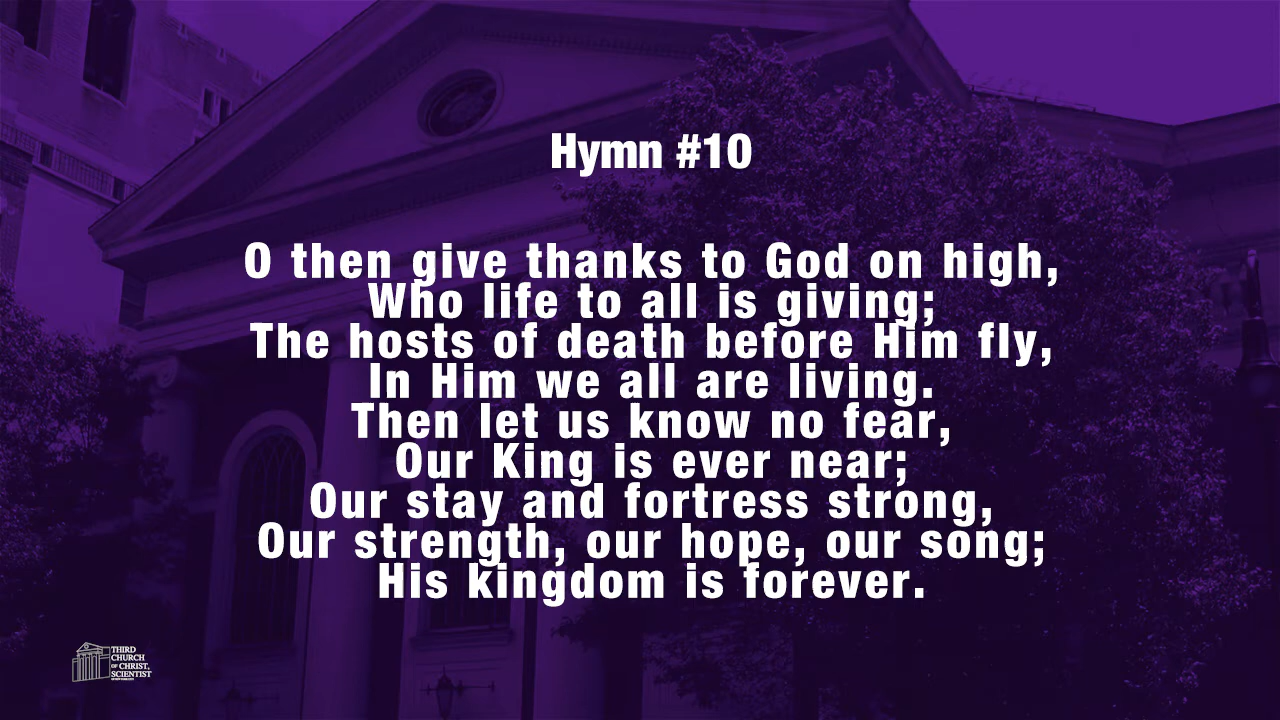 Hymn #10
O then give thanks to God on high,
Who life to all is giving;
The hosts of death before Him fly,
In Him we all are living.
Then let us know no fear,
Our King is ever near;
Our stay and fortress strong,
Our strength, our hope, our song;
His kingdom is forever.
THIRD
CHURCH
OF CHRIST,
SCIENTIST